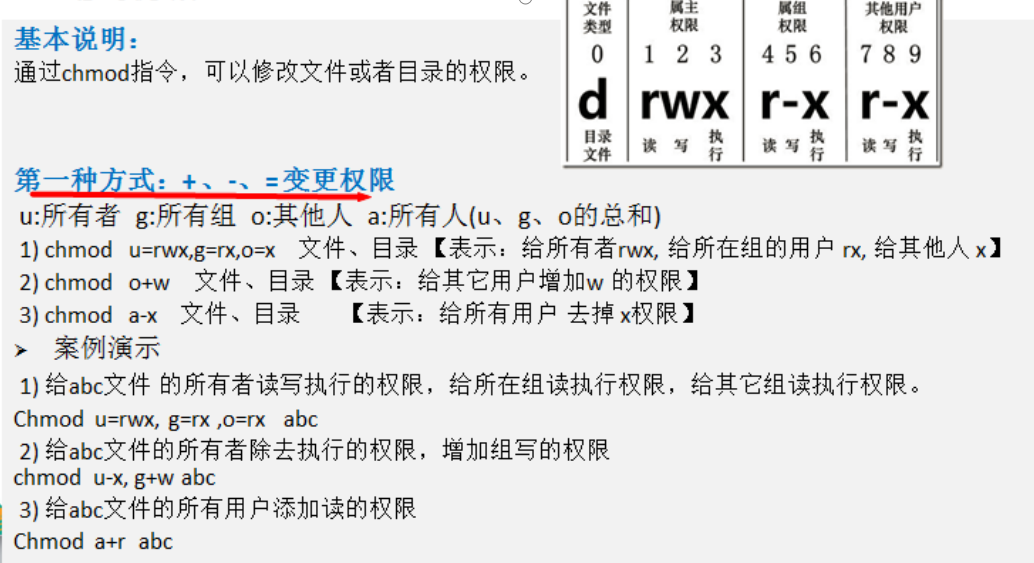 文件 属主 属组 其他用户
类型 权限 权限 权限
0 1 2 3 4 5 6 7 8 9
d rwx r-x r-x
目录文件 读 写 执行 读 写 执行 读 写 执行
基本说明：
通过chmod指令，可以修改文件或者目录的权限。
第一种方式：+ 、-、= 变更权限
u:所有者 g:所有组 o:其他人 a:所有人(u、g、o的总和)
1) chmod u=rwx,g=rx,o=x 文件、目录 【表示：给所有者rwx, 给所在组的用户 rx, 给其他人 x】
2) chmod o+w 文件、目录 【表示：给其它用户增加w 的权限】
3) chmod a-x 文件、目录 【表示：给所有用户 去掉 x权限】
➢ 案例演示
1) 给abc文件 的所有者读写执行的权限，给所在组读执行权限，给其它组读执行权限。
Chmod u=rwx, g=rx ,o=rx abc
2) 给abc文件的所有者除去执行的权限，增加组写的权限
chmod u-x, g+w abc
3) 给abc文件的所有用户添加读的权限
Chmod a+r abc